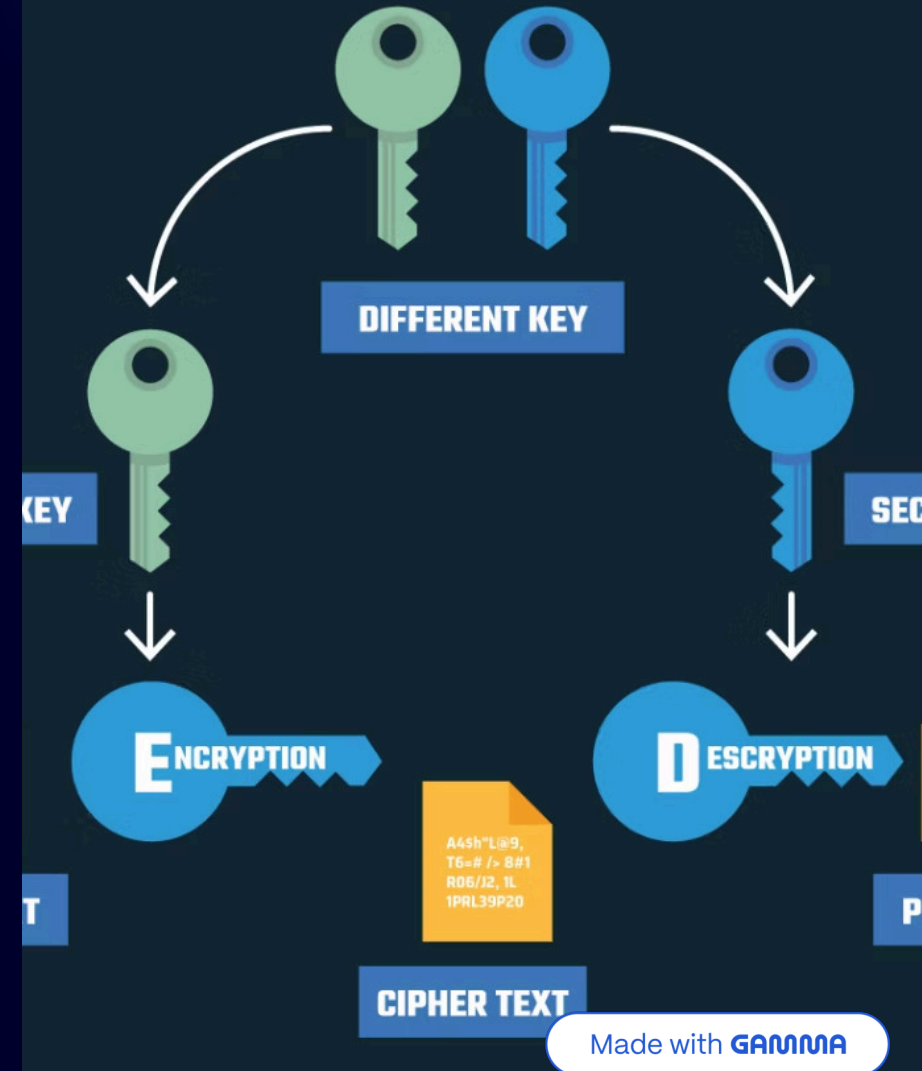 DIFFERENT KEY
KEY
SEC
ENCRYPTION
DESCRYPTION
A4$h"L@9,
T6=# /> 8#1
R06/J2, 1L
1PRL39P20
T
P
CIPHER TEXT
Made with GAMMA